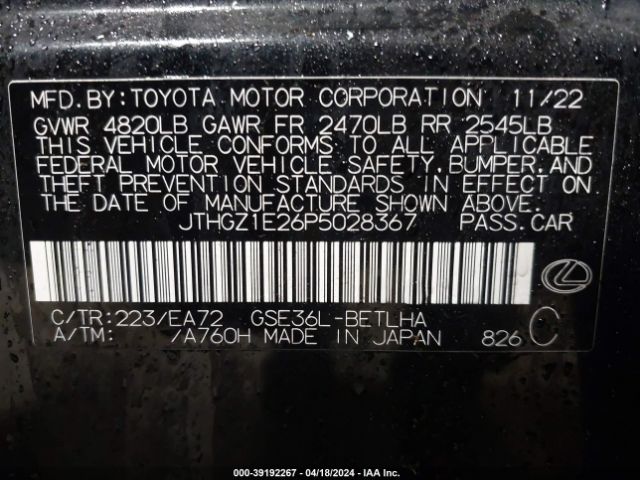 MFD.BY:TOYOTA MOTOR CORPORATION 11/22
GVWR 4820LB GAWR FR 2470LB RR 2545LB
THIS VEHICLE CONFORMS TO ALL APPLICABLE
FEDERAL MOTOR VEHICLE SAFETY,BUMPER,AND
THEFT PREVENTION STANDARDS IN EFFECT ON
THE DATE OF MANUFACTURE SHOWN ABOVE.
JTHGZ1E26P5028367 PASS.CAR
C/TR:223/EA72 GSE36L-BETLHA
A/TM: /A760H MADE IN JAPAN 826 C
000-39192267 - 04/18/2024 - IAA Inc.